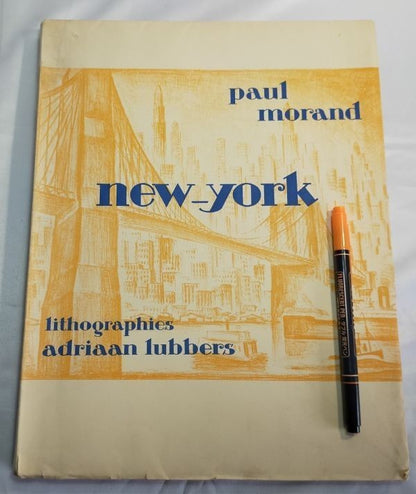 paul
morand
new-york
lithographies
adriaan lubbers